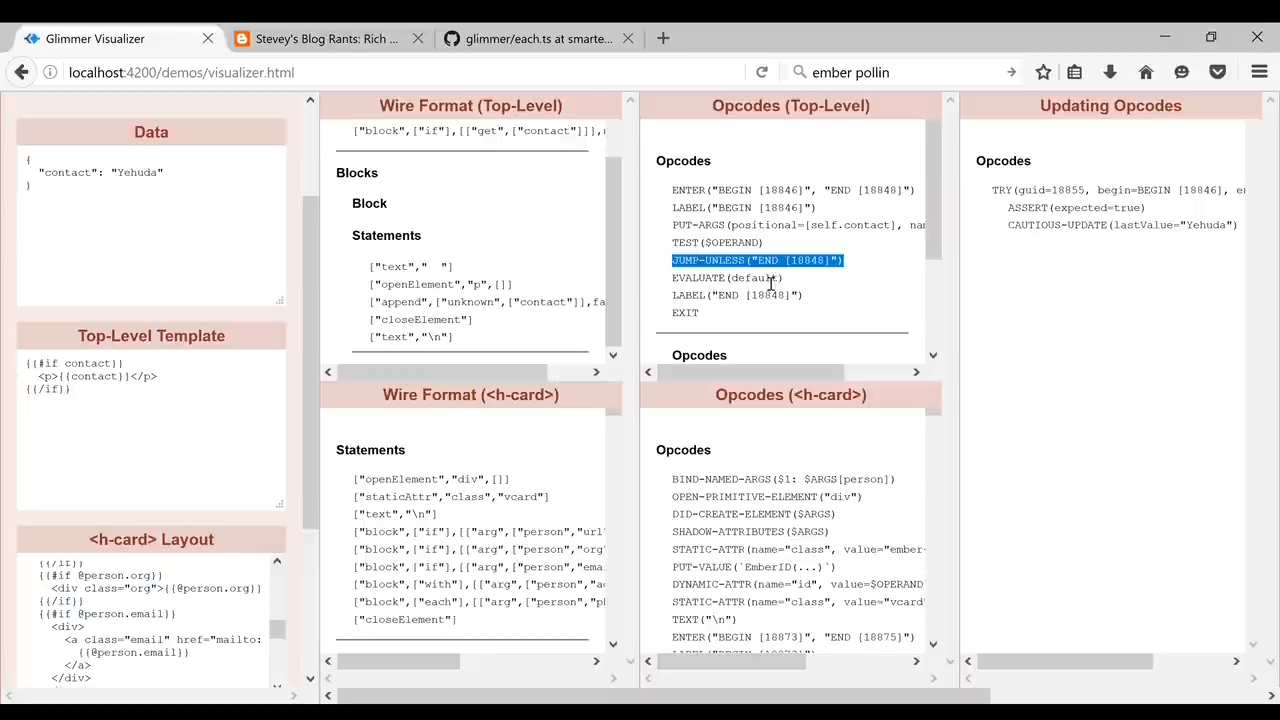 Glimmer Visualizer
Stevey's Blog Rants: Rich ...
glimmer/each.ts at smarte...
localhost:4200/demos/visualizer.html
ember pollin
Data
{
"contact": "Yehuda"
}
Top-Level Template
{{#if contact}}
<p>{{contact}}</p>
{{/if}}
<h-card> Layout
{{/if}}
{{#if @person.org}}
<div class="org">{{@person.org}}
{{/if}}
{{#if @person.email}}
<div>
<a class="email" href="mailto:
{{@person.email}}
</a>
</div>
Wire Format (Top-Level)
["block",["if"],[["get",["contact"]]],n
Blocks
Block
Statements
["text","  "]
["openElement","p",[]]
["append",["unknown",["contact"]],fa
["closeElement"]
["text","\n"]
Wire Format (<h-card>)
Statements
["openElement","div",[]]
["staticAttr","class","vcard"]
["text","\n"]
["block",["if"],[["arg",["person","url"
["block",["if"],[["arg",["person","org"
["block",["if"],[["arg",["person","ema
["block",["with"],[["arg",["person","ad
["block",["each"],[["arg",["person","ph
["closeElement"]
Opcodes (Top-Level)
Opcodes
ENTER("BEGIN [18846]", "END [18848]")
LABEL("BEGIN [18846]")
PUT-ARGS(positional=[self.contact], nam
TEST($OPERAND)
JUMP-UNLESS("END [18848]")
EVALUATE(default)
LABEL("END [18848]")
EXIT
Opcodes
Opcodes (<h-card>)
Opcodes
BIND-NAMED-ARGS($1: $ARGS[person])
OPEN-PRIMITIVE-ELEMENT("div")
DID-CREATE-ELEMENT($ARGS)
SHADOW-ATTRIBUTES($ARGS)
STATIC-ATTR(name="class", value="ember-
PUT-VALUE(`EmberID(...)`)
DYNAMIC-ATTR(name="id", value=$OPERAND
STATIC-ATTR(name="class", value="vcard"
TEXT("\n")
ENTER("BEGIN [18873]", "END [18875]")
Updating Opcodes
Opcodes
TRY(guid=18855, begin=BEGIN [18846], en
ASSERT(expected=true)
CAUTIOUS-UPDATE(lastValue="Yehuda")